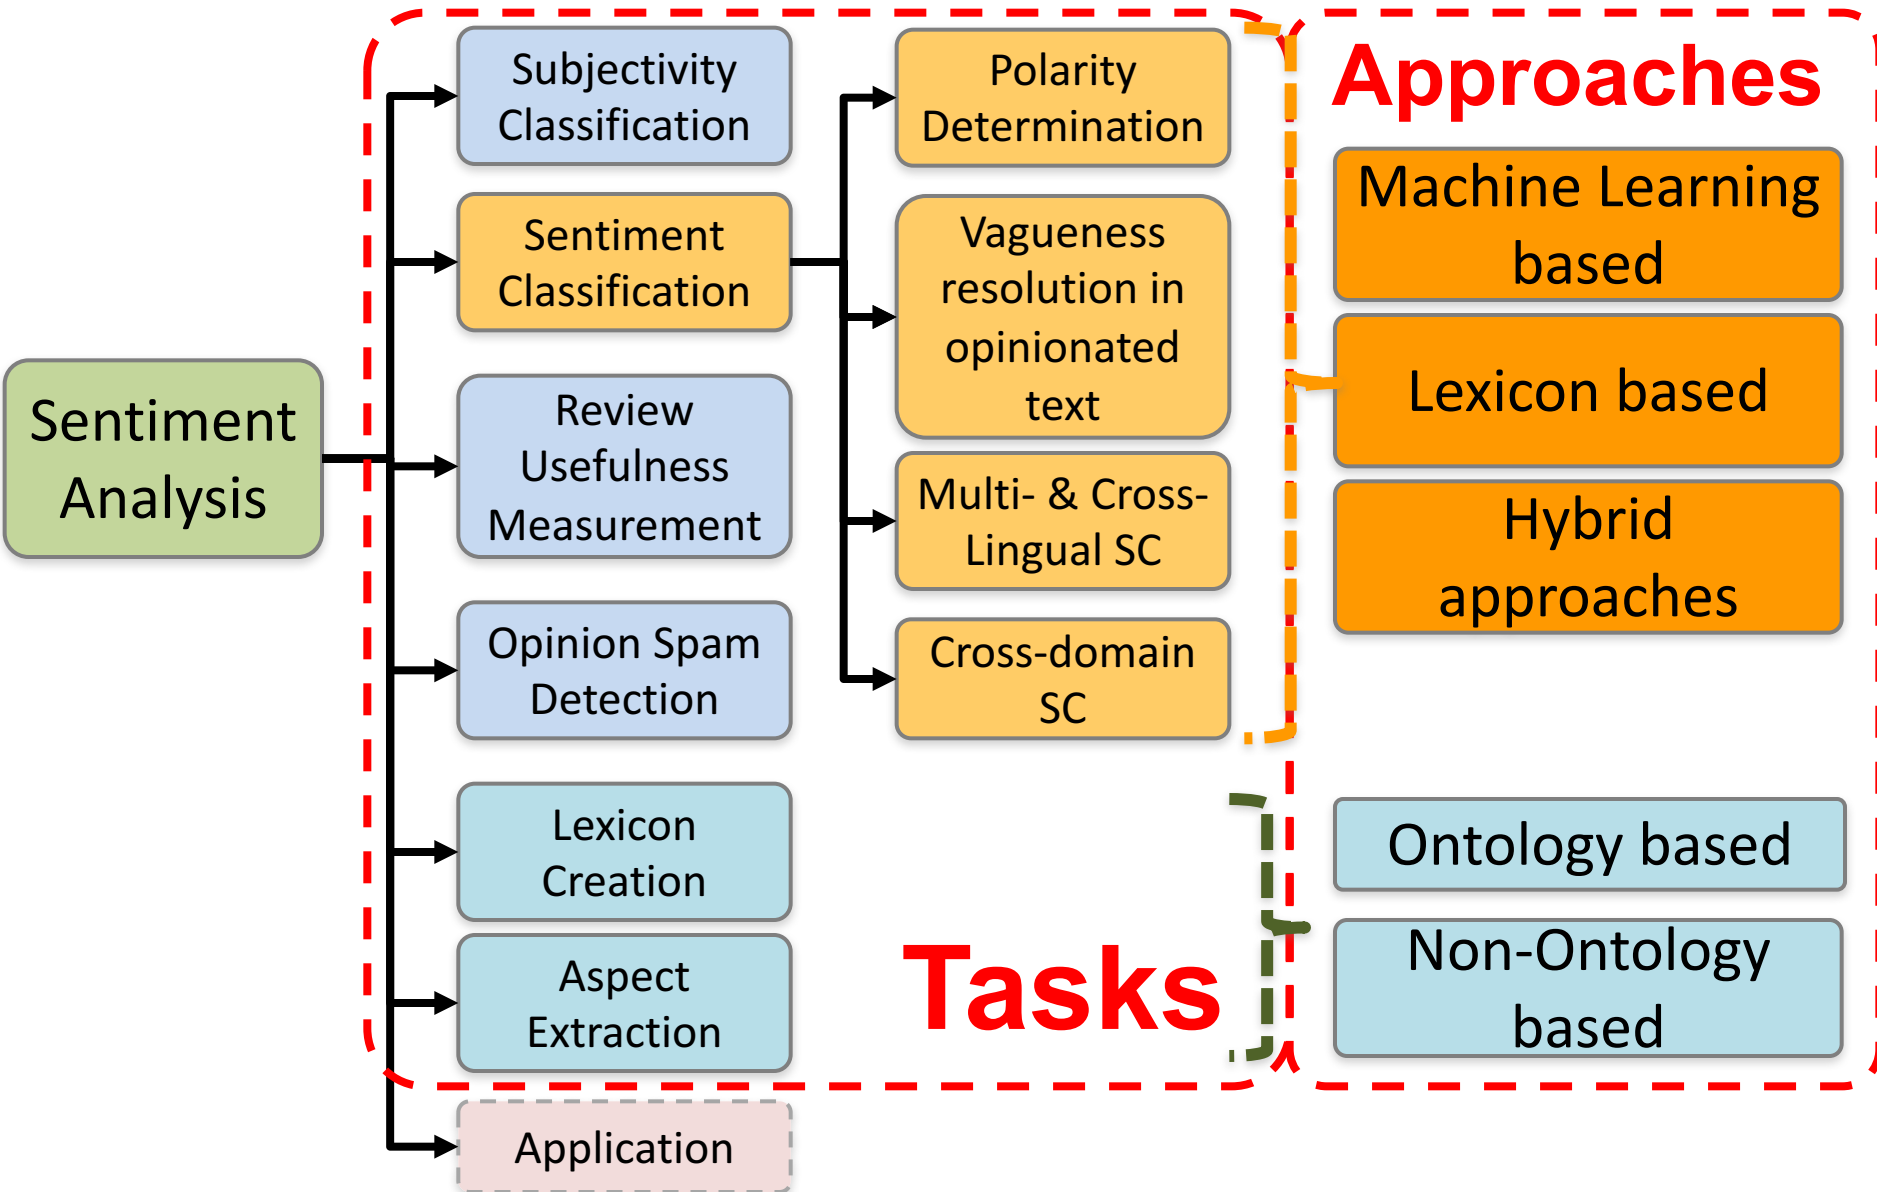 Sentiment
Analysis
Subjectivity
Classification
Sentiment
Classification
Review
Usefulness
Measurement
Opinion Spam
Detection
Lexicon
Creation
Aspect
Extraction
Application
Polarity
Determination
Vagueness
resolution in
opinionated
text
Multi- & Cross-
Lingual SC
Cross-domain
SC
Tasks
Approaches
Machine Learning
based
Lexicon based
Hybrid
approaches
Ontology based
Non-Ontology
based